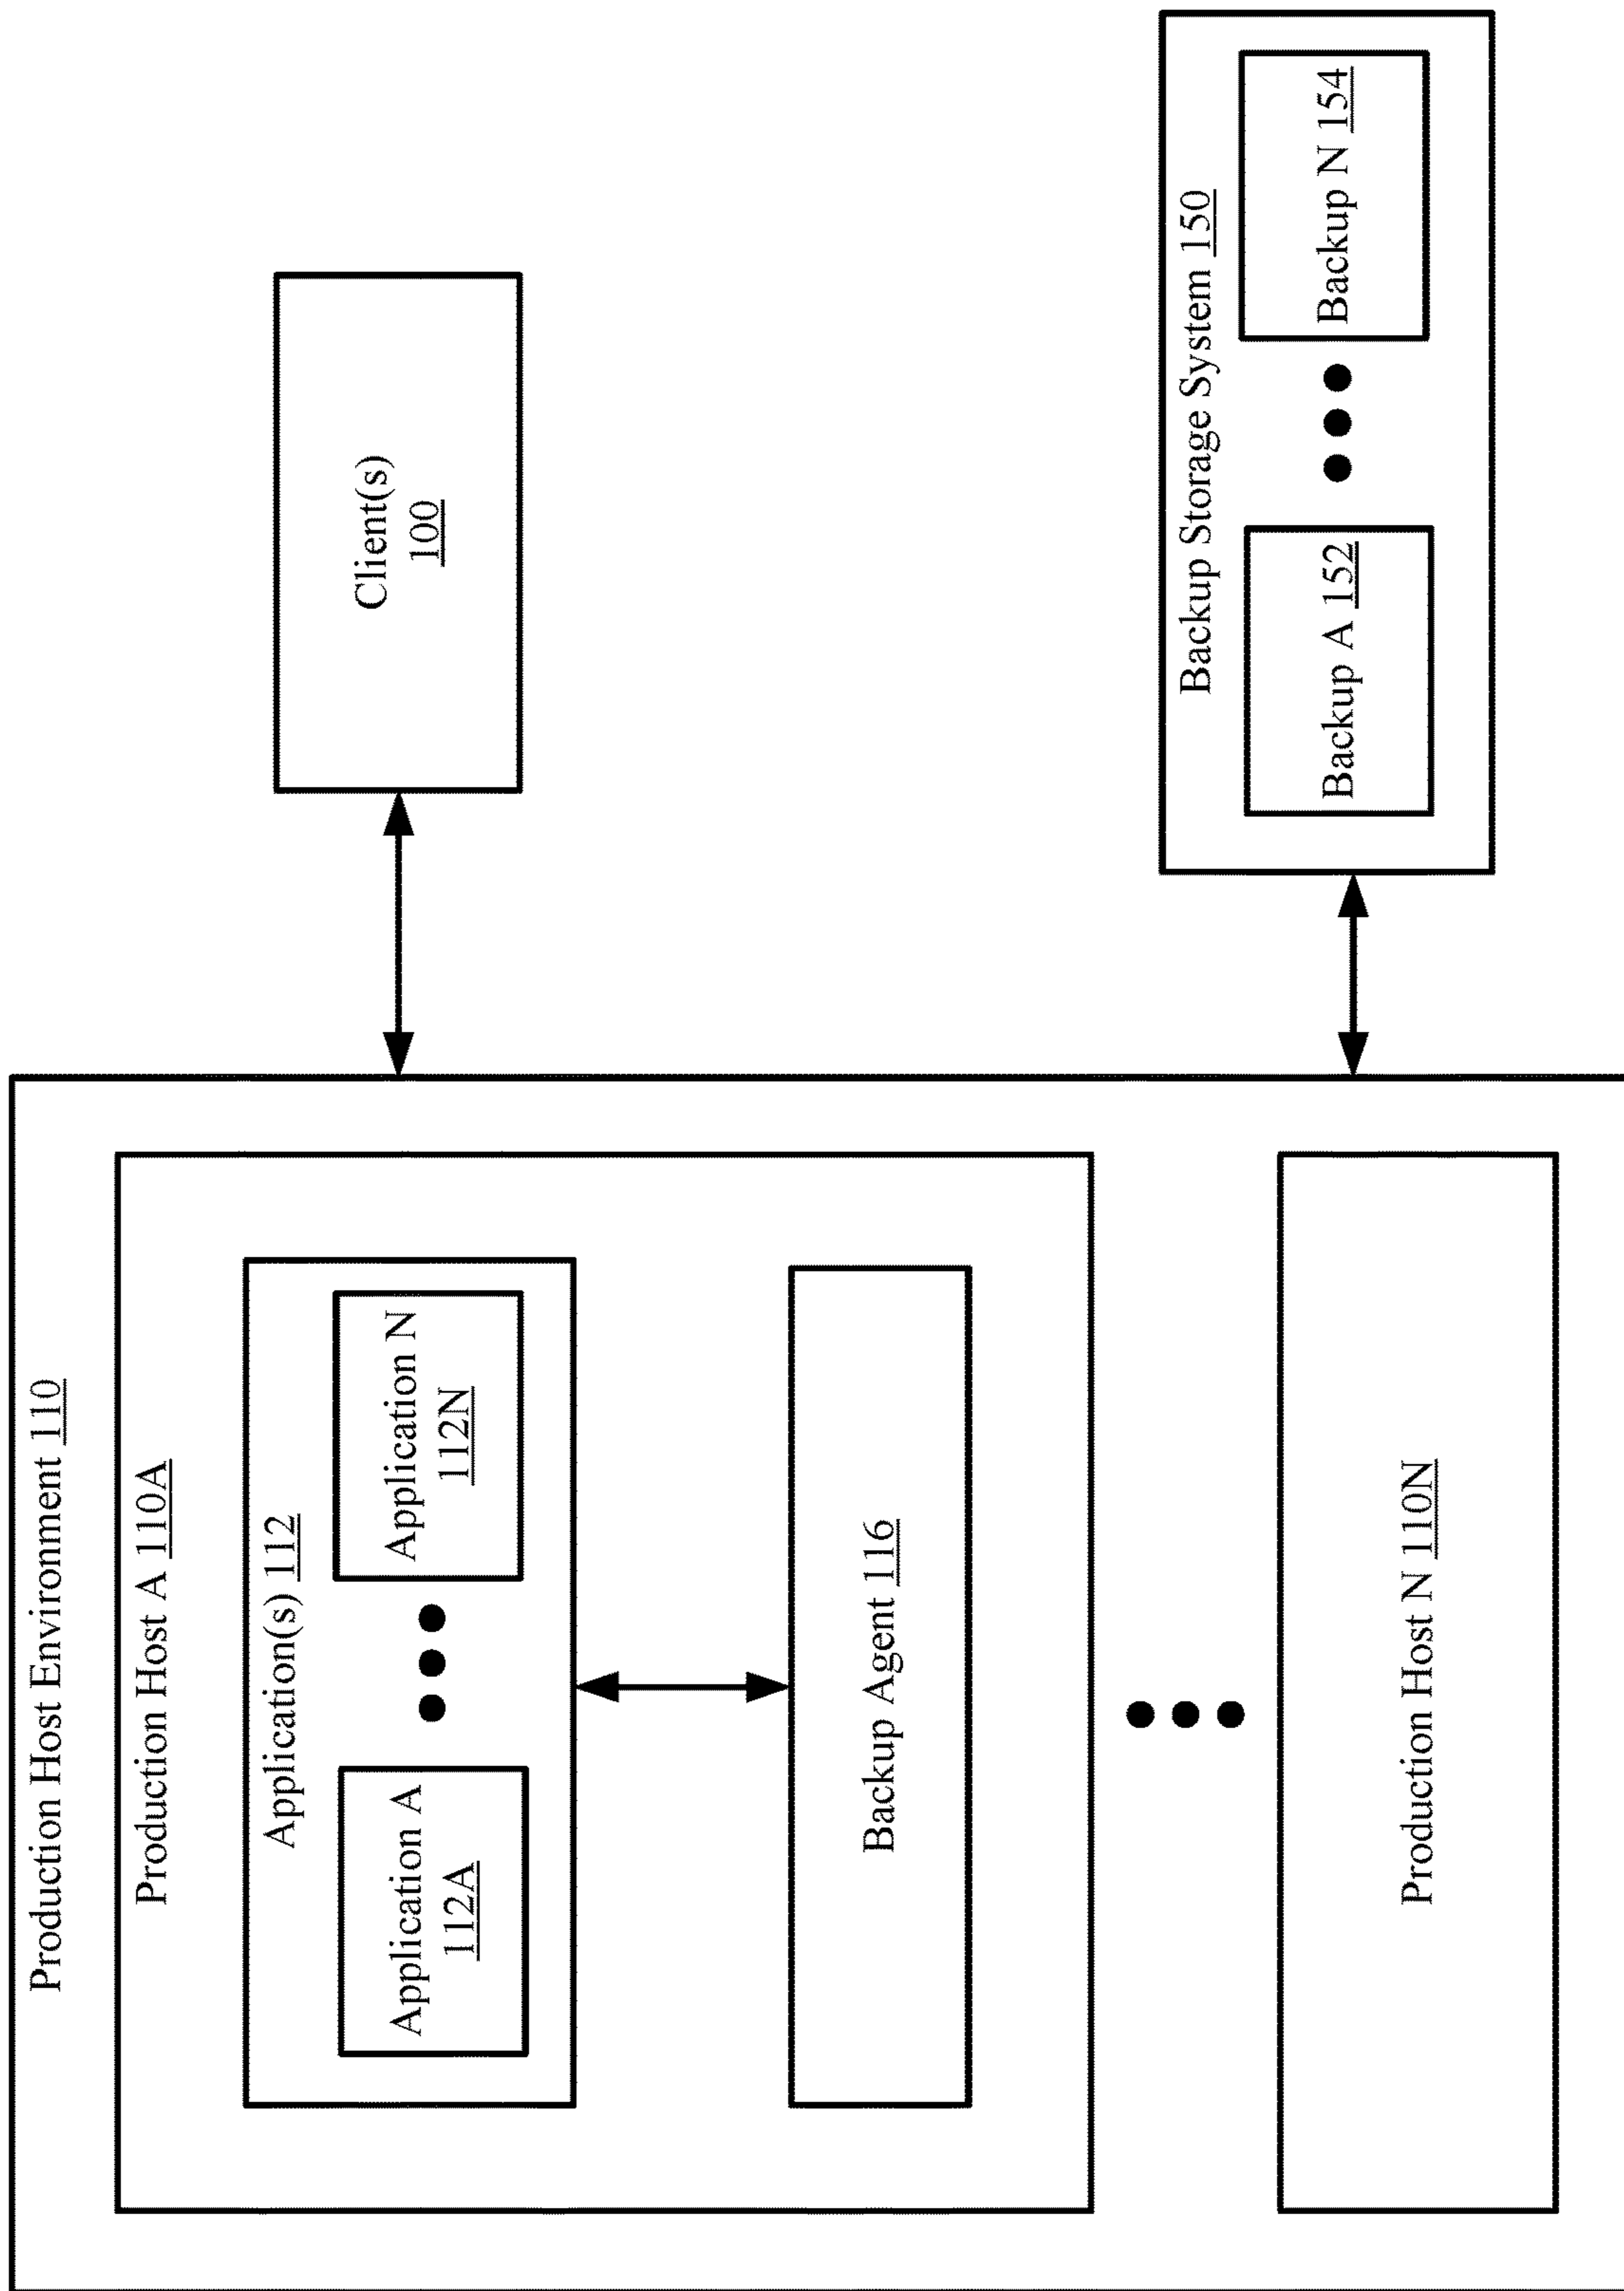 Production Host Environment 110
Production Host A 110A
Application(s) 112
Application A
112A
Application N
112N
Backup Agent 116
Production Host N 110N
Client(s)
100
Backup Storage System 150
Backup A 152
Backup N 154